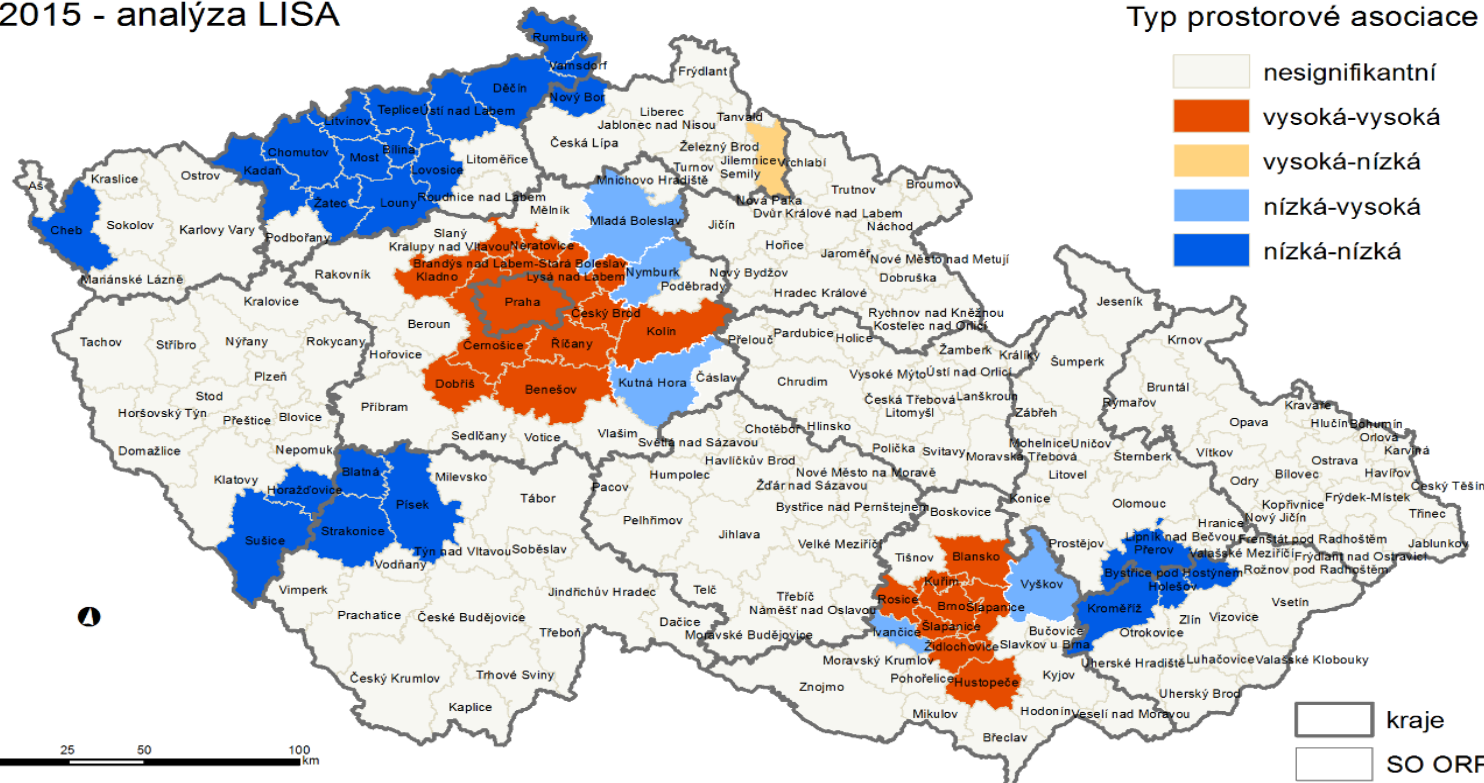 2015 - analýza LISA
Typ prostorové asociace
nesignifikantní
vysoká-vysoká
vysoká-nízká
nízká-vysoká
nízká-nízká
Rumburk
Varnsdorf
Děčín
Nový Bor
Frýdlant
Teplice
Ústí nad Labem
Litvínov
Liberec
Tanvald
Jablonec nad Nisou
Česká Lípa
Železný Brod
Chomutov
Most
Bílina
Litoměřice
Jilemnice
Vrchlabí
Turnov
Semily
Kadaň
Lovosice
Aš
Kraslice
Ostrov
Mnichovo Hradiště
Trutnov
Broumov
Žatec
Louny
Roudnice nad Labem
Nová Paka
Mělník
Dvůr Králové nad Labem
Cheb
Sokolov
Karlovy Vary
Podbořany
Mladá Boleslav
Jičín
Náchod
Slaný
Kralupy nad Vltavou
Neratovice
Hořice
Jaroměř
Nové Město nad Metují
Brandýs nad Labem-Stará Boleslav
Kladno
Lysá nad Labem
Nymburk
Nový Bydžov
Dobruška
Mariánské Lázně
Rakovník
Poděbrady
Hradec Králové
Kralovice
Praha
Český Brod
Rychnov nad Kněžnou
Kostelec nad Orlicí
Jeseník
Beroun
Kolín
Pardubice
Holice
Přelouč
Tachov
Stříbro
Nýřany
Rokycany
Hořovice
Černošice
Říčany
Žamberk
Králíky
Šumperk
Krnov
Plzeň
Dobříš
Benešov
Kutná Hora
Čáslav
Chrudim
Vysoké Mýto
Ústí nad Orlicí
Bruntál
Stod
Příbram
Česká Třebová
Lanškroun
Rýmařov
Horšovský Týn
Přeštice
Blovice
Litomyšl
Zábřeh
Kravaře
Opava
Hlučín
Bohumín
Sedlčany
Votice
Vlašim
Světlá nad Sázavou
Chotěboř
Hlinsko
Orlová
Domažlice
Nepomuk
Polička
Svitavy
Moravská Třebová
Mohelnice
Uničov
Šternberk
Vítkov
Karviná
Havlíčkův Brod
Ostrava
Klatovy
Horažďovice
Blatná
Milevsko
Pacov
Humpolec
Nové Město na Moravě
Žďár nad Sázavou
Litovel
Bílovec
Havířov
Odry
Český Těšín
Písek
Tábor
Bystřice nad Pernštejnem
Konice
Olomouc
Kopřivnice
Frýdek-Místek
Strakonice
Pelhřimov
Boskovice
Hranice
Nový Jičín
Třinec
Sušice
Jihlava
Velké Meziříčí
Prostějov
Lipník nad Bečvou
Frenštát pod Radhoštěm
Jablunkov
Týn nad Vltavou
Soběslav
Tišnov
Blansko
Přerov
Valašské Meziříčí
Frýdlant nad Ostravicí
Vodňany
Bystřice pod Hostýnem
Rožnov pod Radhoštěm
Vimperk
Jindřichův Hradec
Telč
Třebíč
Kuřim
Vyškov
Holešov
Rosice
Brno
Šlapanice
Kroměříž
Vsetín
Prachatice
České Budějovice
Náměšť nad Oslavou
Zlín
Vizovice
Dačice
Třeboň
Moravské Budějovice
Ivančice
Šlapanice
Bučovice
Otrokovice
Židlochovice
Slavkov u Brna
Moravský Krumlov
Uherské Hradiště
Luhačovice
Valašské Klobouky
Český Krumlov
Trhové Sviny
Pohořelice
Hustopeče
Kyjov
Znojmo
Uherský Brod
Kaplice
Mikulov
Hodonín
Veselí nad Moravou
Břeclav
kraje
SO ORP
25
50
100
km